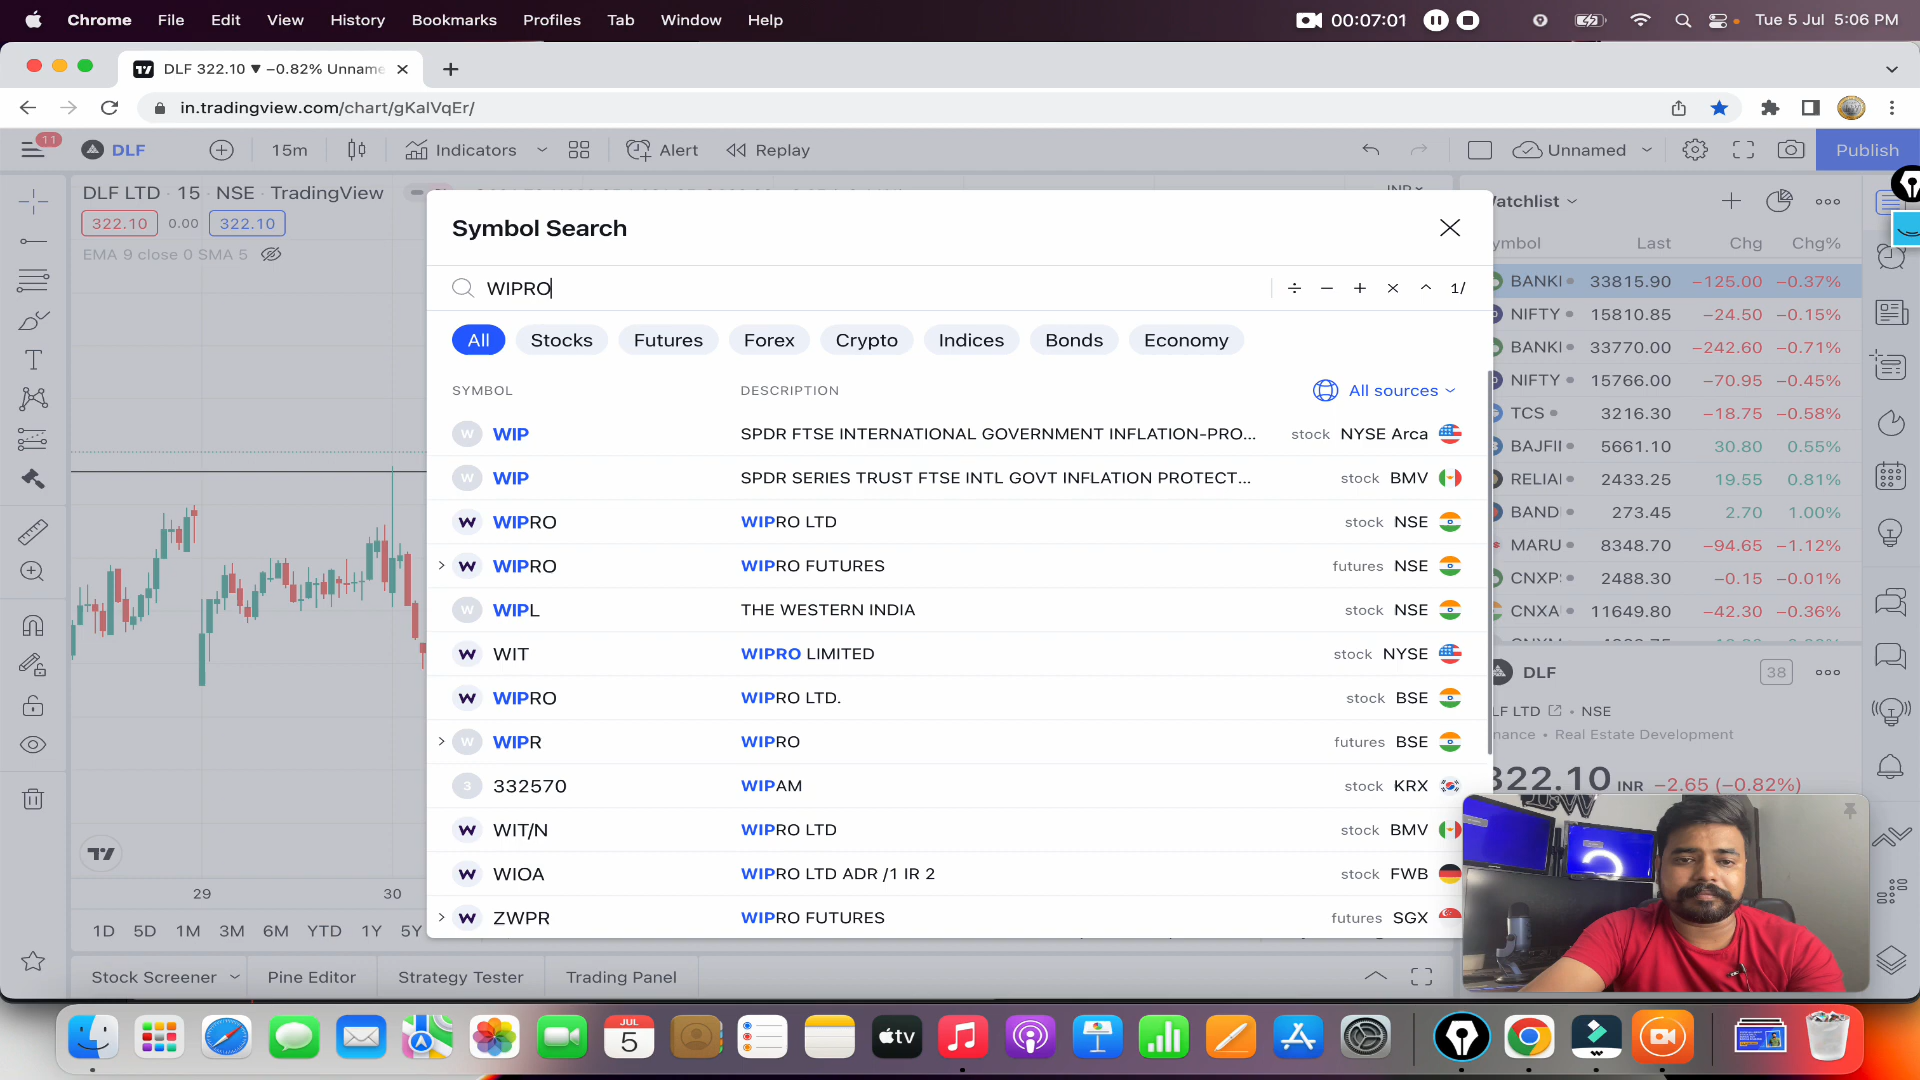 Chrome File Edit View History Bookmarks Profiles Tab Window Help 00:07:01 Tue 5 Jul 5:06 PM
DLF 322.10 ▼ −0.82% Unname
in.tradingview.com/chart/gKalVqEr/
11
DLF 15m Indicators Alert Replay Unnamed Publish
DLF LTD · 15 · NSE · TradingView
322.10 0.00 322.10
EMA 9 close 0 SMA 5
Symbol Search
WIPRO
÷ − + × ^ 1/
All Stocks Futures Forex Crypto Indices Bonds Economy
SYMBOL DESCRIPTION All sources
W WIP SPDR FTSE INTERNATIONAL GOVERNMENT INFLATION-PRO... stock NYSE Arca
W WIP SPDR SERIES TRUST FTSE INTL GOVT INFLATION PROTECT... stock BMV
W WIPRO WIPRO LTD stock NSE
W WIPRO WIPRO FUTURES futures NSE
W WIPL THE WESTERN INDIA stock NSE
W WIT WIPRO LIMITED stock NYSE
W WIPRO WIPRO LTD. stock BSE
W WIPR WIPRO futures BSE
3 332570 WIPAM stock KRX
W WIT/N WIPRO LTD stock BMV
W WIOA WIPRO LTD ADR /1 IR 2 stock FWB
W ZWPR WIPRO FUTURES futures SGX
atchlist
ymbol Last Chg Chg%
BANKI 33815.90 −125.00 −0.37%
NIFTY 15810.85 −24.50 −0.15%
BANKI 33770.00 −242.60 −0.71%
NIFTY 15766.00 −70.95 −0.45%
TCS 3216.30 −18.75 −0.58%
BAJFII 5661.10 30.80 0.55%
RELIAI 2433.25 19.55 0.81%
BAND 273.45 2.70 1.00%
MARU 8348.70 −94.65 −1.12%
CNXP 2488.30 −0.15 −0.01%
CNXA 11649.80 −42.30 −0.36%
DLF 38
LF LTD • NSE
nance • Real Estate Development
322.10 INR −2.65 (−0.82%)
29 30
1D 5D 1M 3M 6M YTD 1Y 5Y
Stock Screener Pine Editor Strategy Tester Trading Panel
JUL
5
tv